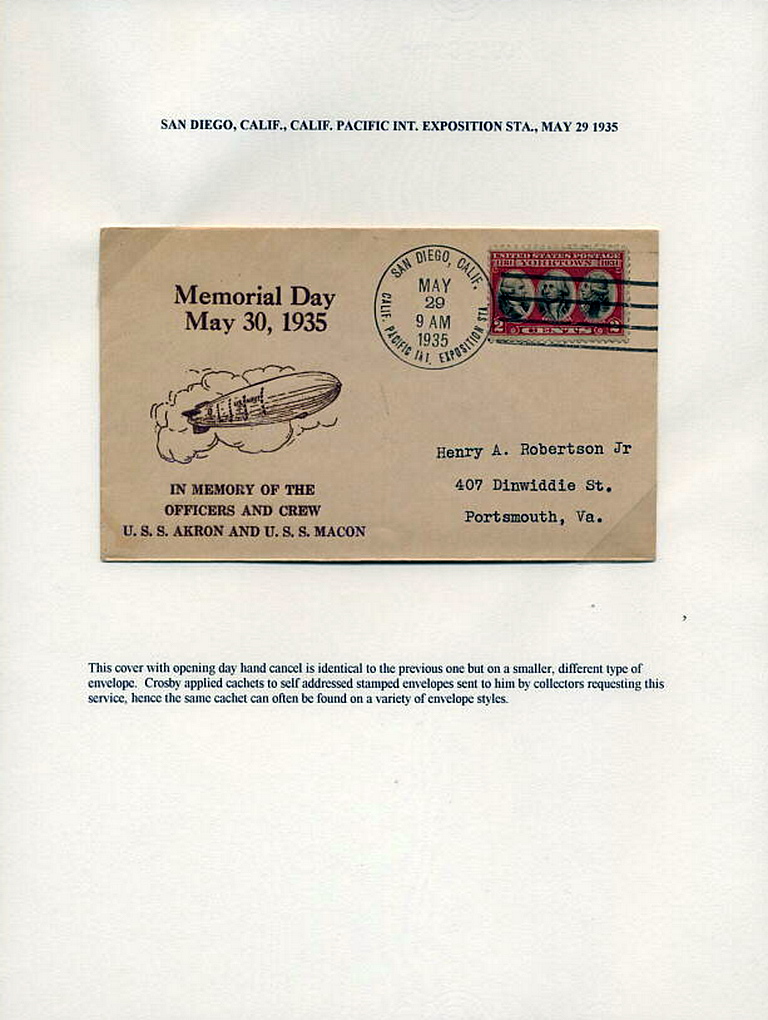 SAN DIEGO, CALIF., CALIF. PACIFIC INT. EXPOSITION STA., MAY 29 1935
Memorial Day
May 30, 1935
SAN DIEGO, CALIF.
MAY
29
9 AM
1935
CALIF. PACIFIC INT. EXPOSITION STA.
UNITED STATES POSTAGE
1781 YORKTOWN 1931
2 CENTS 2
Henry A. Robertson Jr
407 Dinwiddie St.
Portsmouth, Va.
IN MEMORY OF THE
OFFICERS AND CREW
U. S. S. AKRON AND U. S. S. MACON
This cover with opening day hand cancel is identical to the previous one but on a smaller, different type of
envelope.  Crosby applied cachets to self addressed stamped envelopes sent to him by collectors requesting this
service, hence the same cachet can often be found on a variety of envelope styles.